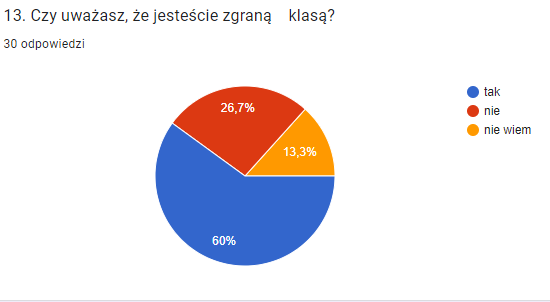 13. Czy uważasz, że jesteście zgraną klasą?
30 odpowiedzi
tak
nie
nie wiem
26,7%
13,3%
60%